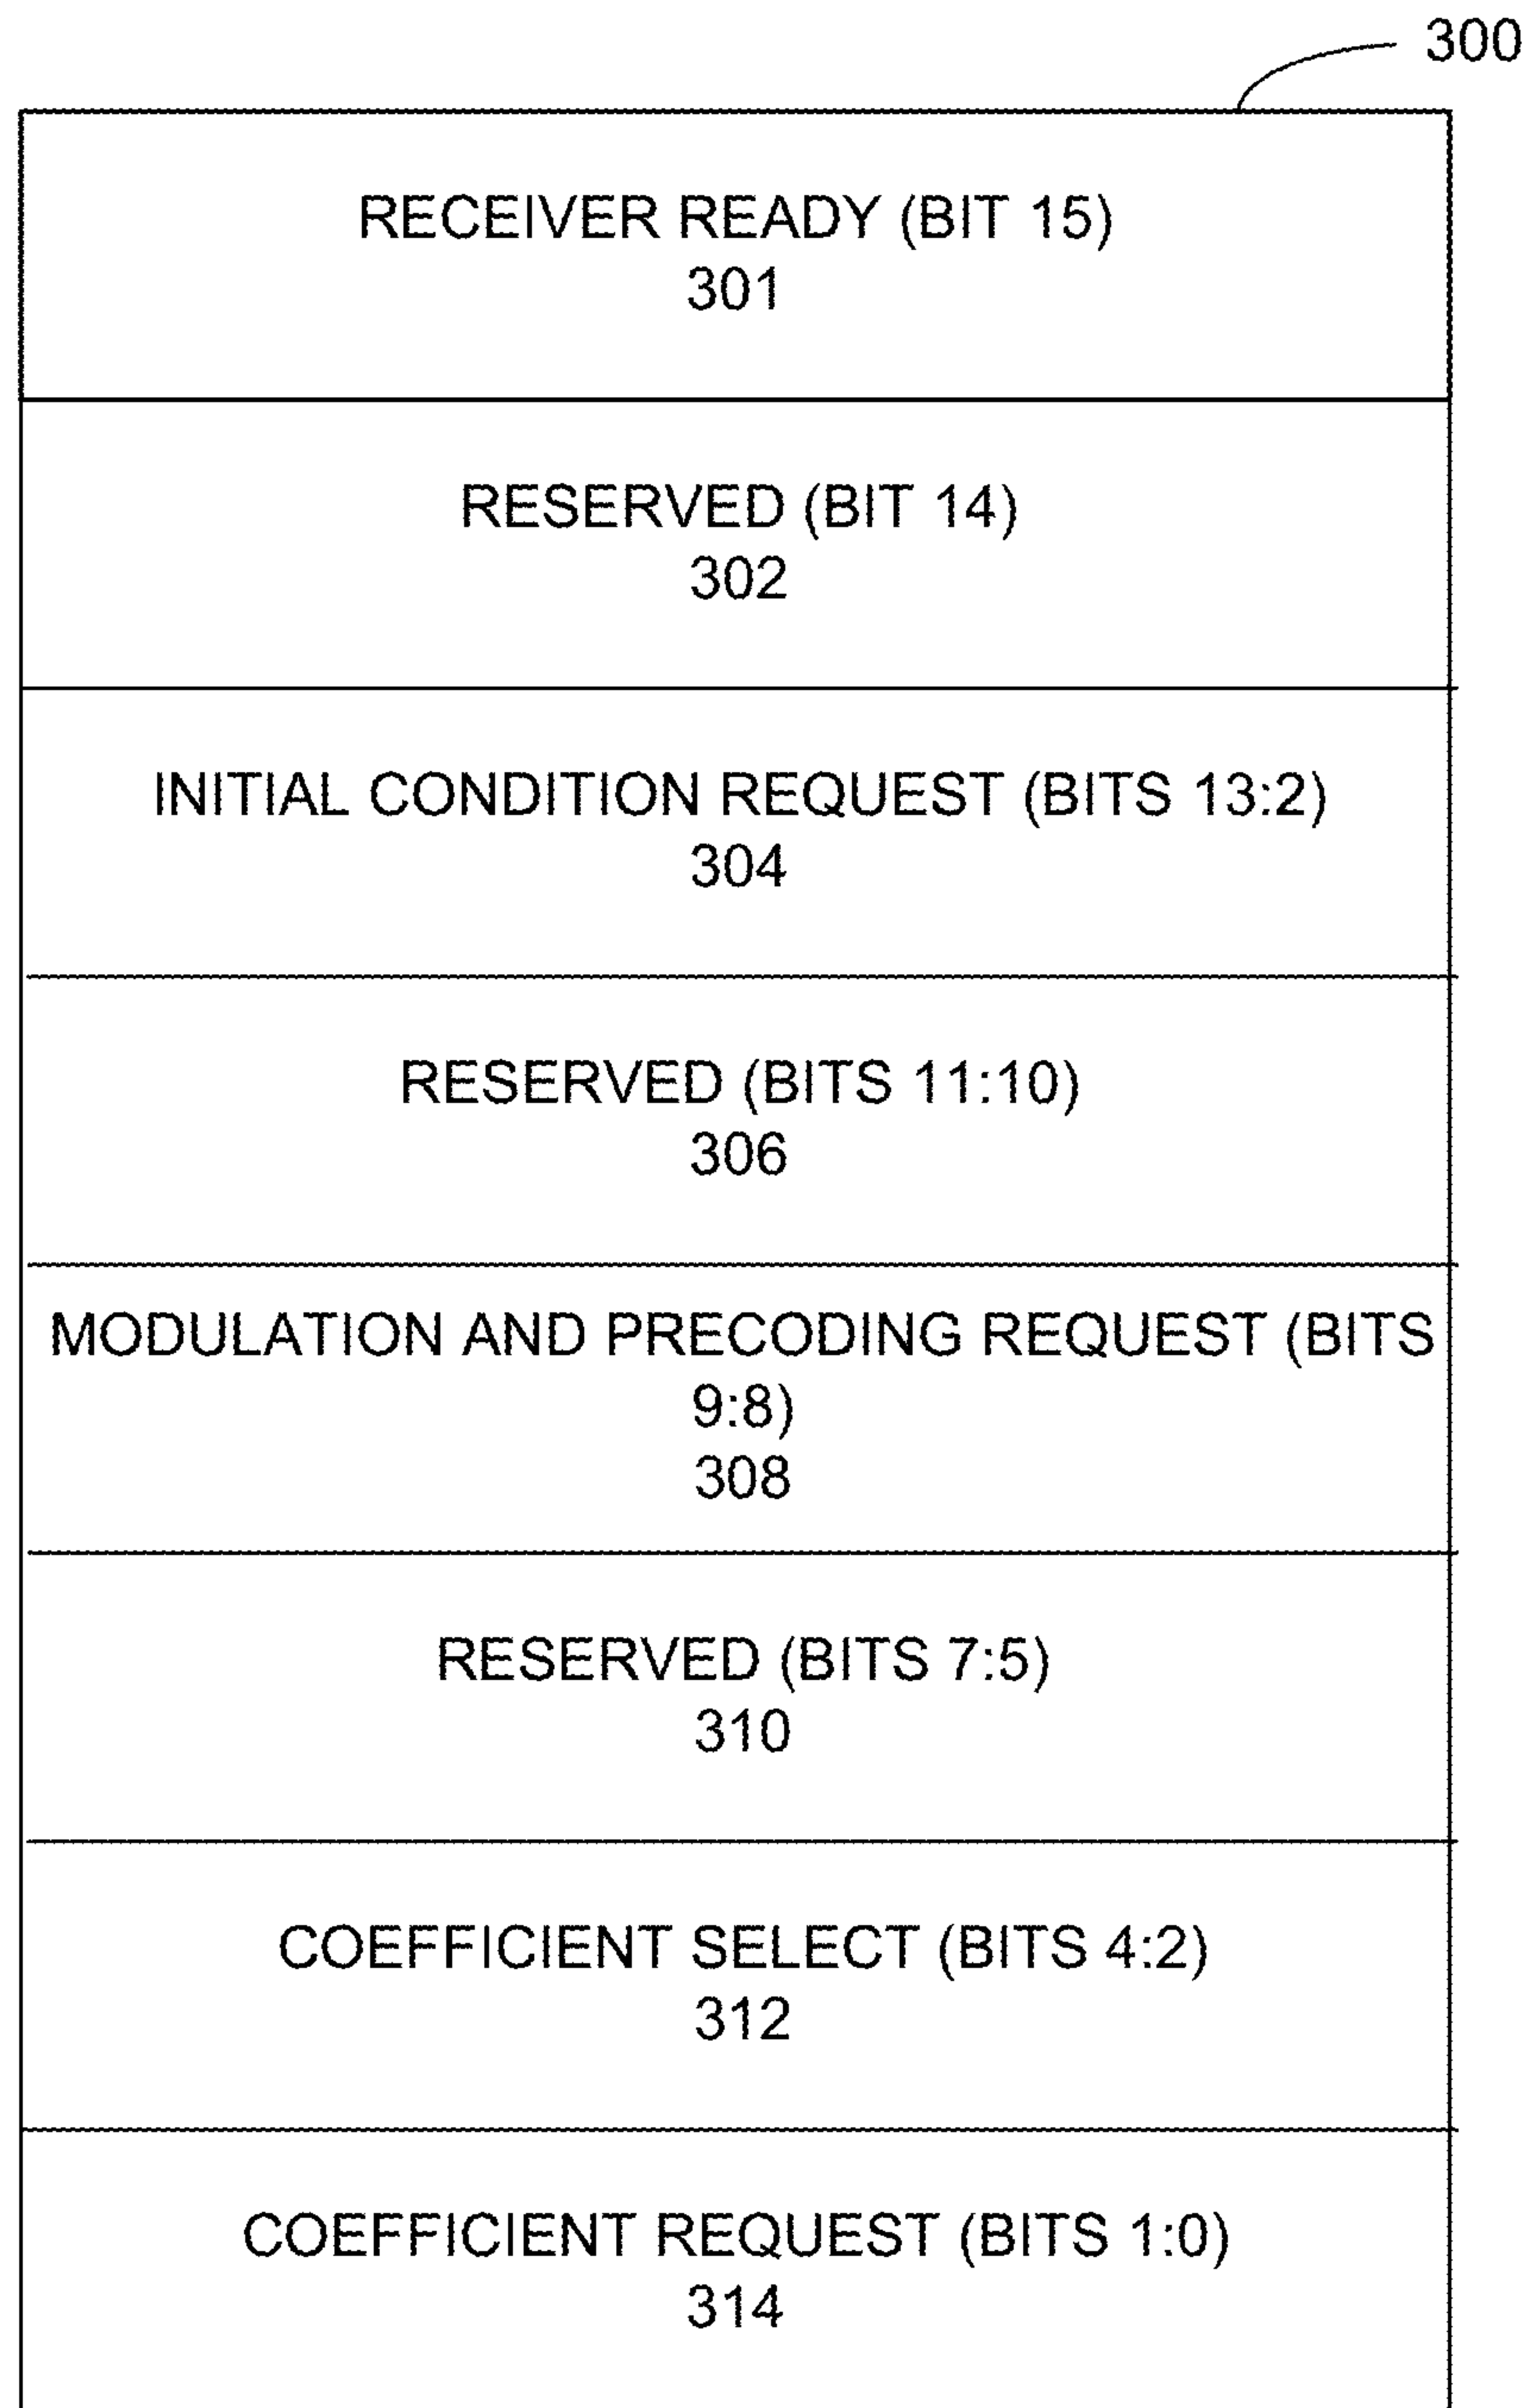 300
RECEIVER READY (BIT 15)
301
RESERVED (BIT 14)
302
INITIAL CONDITION REQUEST (BITS 13:2)
304
RESERVED (BITS 11:10)
306
MODULATION AND PRECODING REQUEST (BITS
9:8)
308
RESERVED (BITS 7:5)
310
COEFFICIENT SELECT (BITS 4:2)
312
COEFFICIENT REQUEST (BITS 1:0)
314